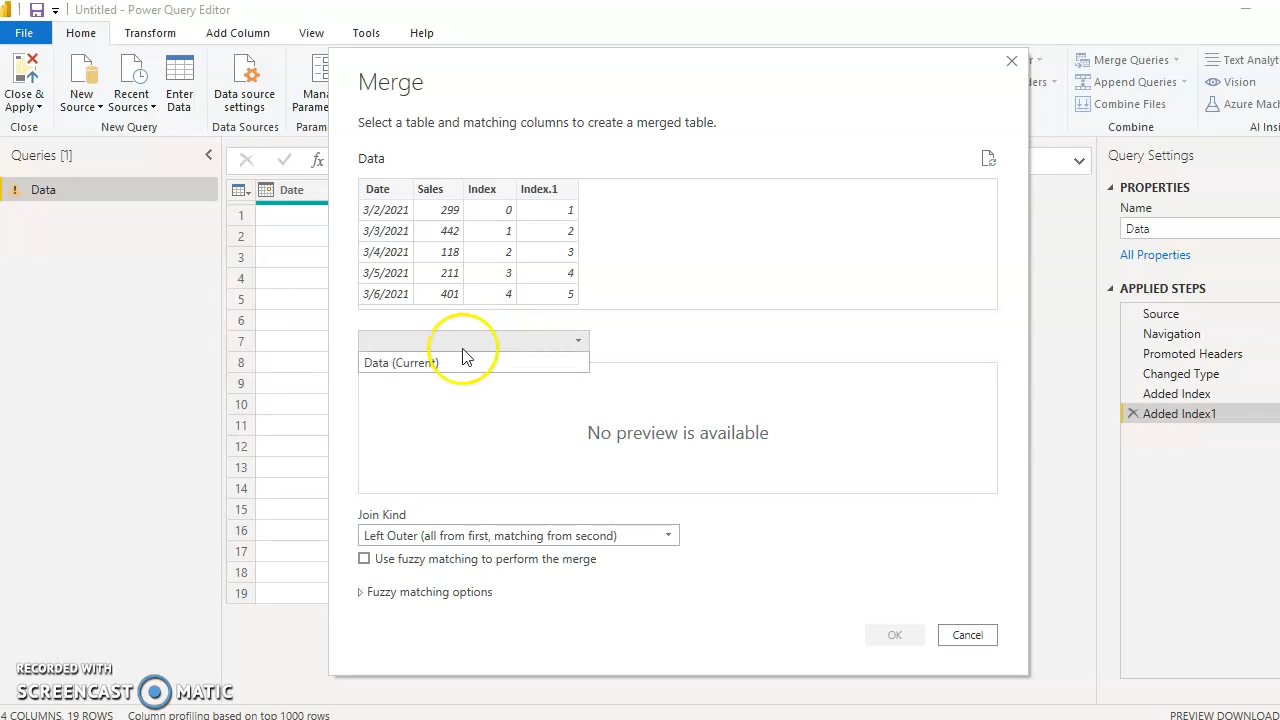 Untitled - Power Query Editor
File Home Transform Add Column View Tools Help
Close & Apply
New Source
Recent Sources
Enter Data
Data source settings
Close
New Query
Data Sources
Merge Queries
Append Queries
Combine Files
Combine
Vision
Queries [1]
fx
Data
Date
1
2
3
4
5
6
7
8
9
10
11
12
13
14
15
16
17
18
19
Merge
Select a table and matching columns to create a merged table.
Data
Date Sales Index Index.1
3/2/2021 299 0 1
3/3/2021 442 1 2
3/4/2021 118 2 3
3/5/2021 211 3 4
3/6/2021 401 4 5
Data (Current)
No preview is available
Join Kind
Left Outer (all from first, matching from second)
Use fuzzy matching to perform the merge
Fuzzy matching options
OK Cancel
Query Settings
PROPERTIES
Name
Data
All Properties
APPLIED STEPS
Source
Navigation
Promoted Headers
Changed Type
Added Index
Added Index1
RECORDED WITH
SCREENCAST MATIC
4 COLUMNS, 19 ROWS Column profiling based on top 1000 rows
PREVIEW